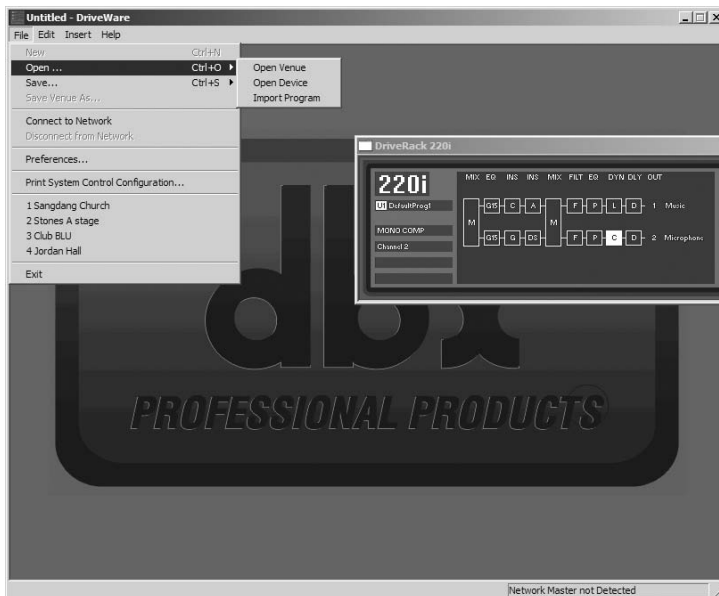 Untitled - DriveWare
File Edit Insert Help
New Ctrl+N
Open ... Ctrl+O
Save... Ctrl+S
Save Venue As...
Connect to Network
Disconnect from Network
Preferences...
Print System Control Configuration...
1 Sangdang Church
2 Stones A stage
3 Club BLU
4 Jordan Hall
Exit
Open Venue
Open Device
Import Program
DriveRack 220i
220i
U1 DefaultProg1
MONO COMP
Channel 2
MIX EQ INS INS MIX FILT EQ DYN DLY OUT
M G15 C A M F P L D 1 Music
G15 G DS F P C D 2 Microphone
dbx
PROFESSIONAL PRODUCTS
Network Master not Detected